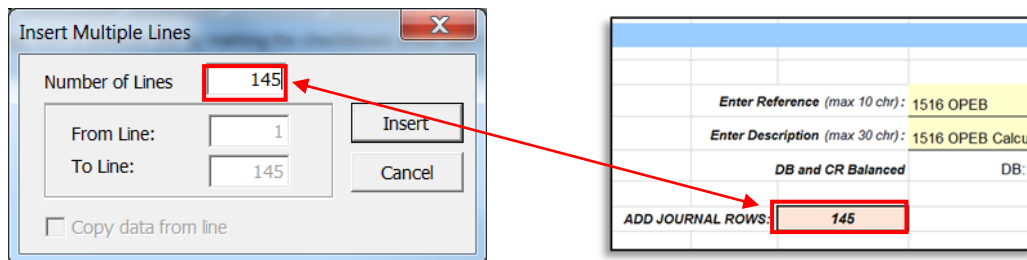 Insert Multiple Lines
X
Number of Lines 145
From Line: 1
To Line: 145
Insert
Cancel
Copy data from line
Enter Reference (max 10 chr): 1516 OPEB
Enter Description (max 30 chr): 1516 OPEB Calcu
DB and CR Balanced DB:
ADD JOURNAL ROWS: 145